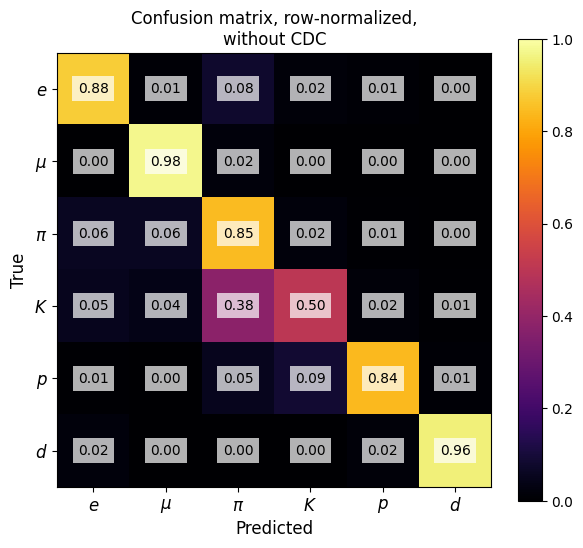 Confusion matrix, row-normalized,
without CDC
1.0
e 0.88 0.01 0.08 0.02 0.01 0.00
0.8
μ 0.00 0.98 0.02 0.00 0.00 0.00
0.6
π 0.06 0.06 0.85 0.02 0.01 0.00
True
K 0.05 0.04 0.38 0.50 0.02 0.01
0.4
p 0.01 0.00 0.05 0.09 0.84 0.01
0.2
d 0.02 0.00 0.00 0.00 0.02 0.96
0.0
e μ π K p d
Predicted